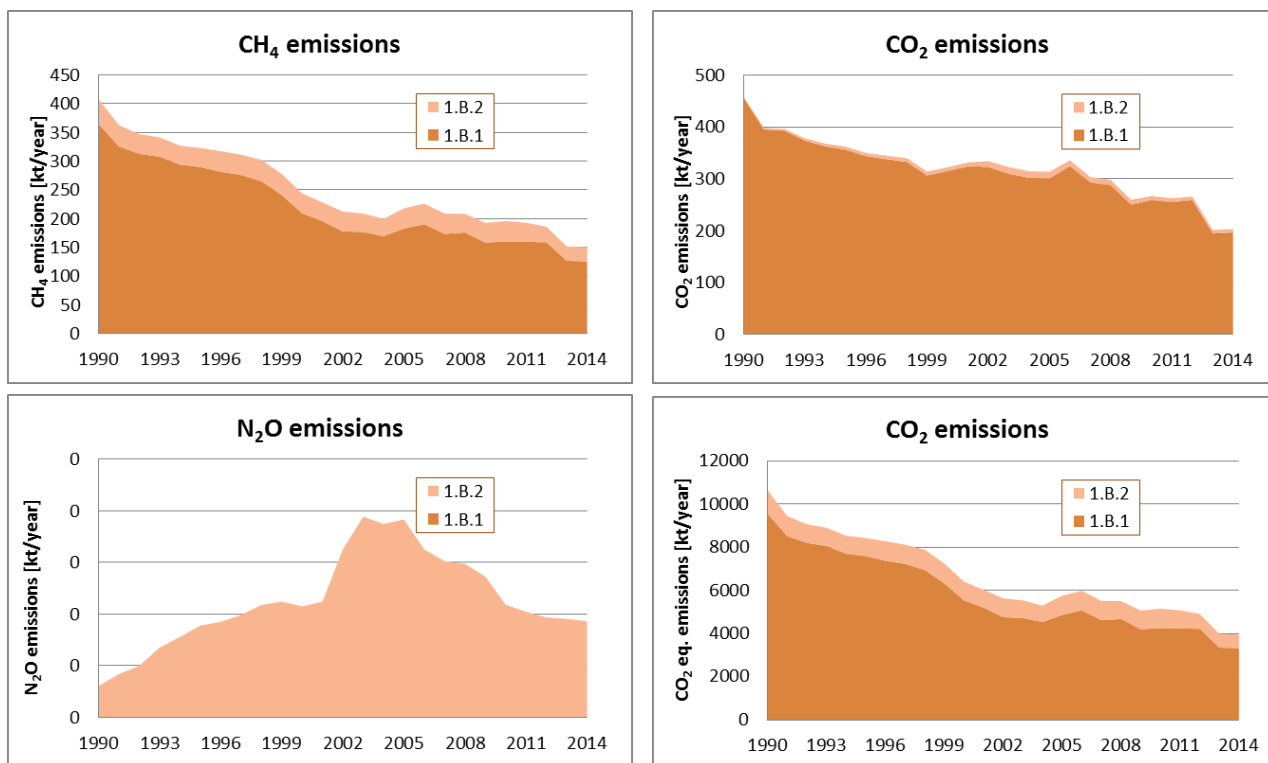 CH₄ emissions
CH₄ emissions [kt/year]
450
400
350
300
250
200
150
100
50
0
1.B.2
1.B.1
1990 1993 1996 1999 2002 2005 2008 2011 2014
CO₂ emissions
CO₂ emissions [kt/year]
500
400
300
200
100
0
1.B.2
1.B.1
1990 1993 1996 1999 2002 2005 2008 2011 2014
N₂O emissions
N₂O emissions [kt/year]
0
0
0
0
0
0
1.B.2
1.B.1
1990 1993 1996 1999 2002 2005 2008 2011 2014
CO₂ emissions
CO₂ eq. emissions [kt/year]
12000
10000
8000
6000
4000
2000
0
1.B.2
1.B.1
1990 1993 1996 1999 2002 2005 2008 2011 2014